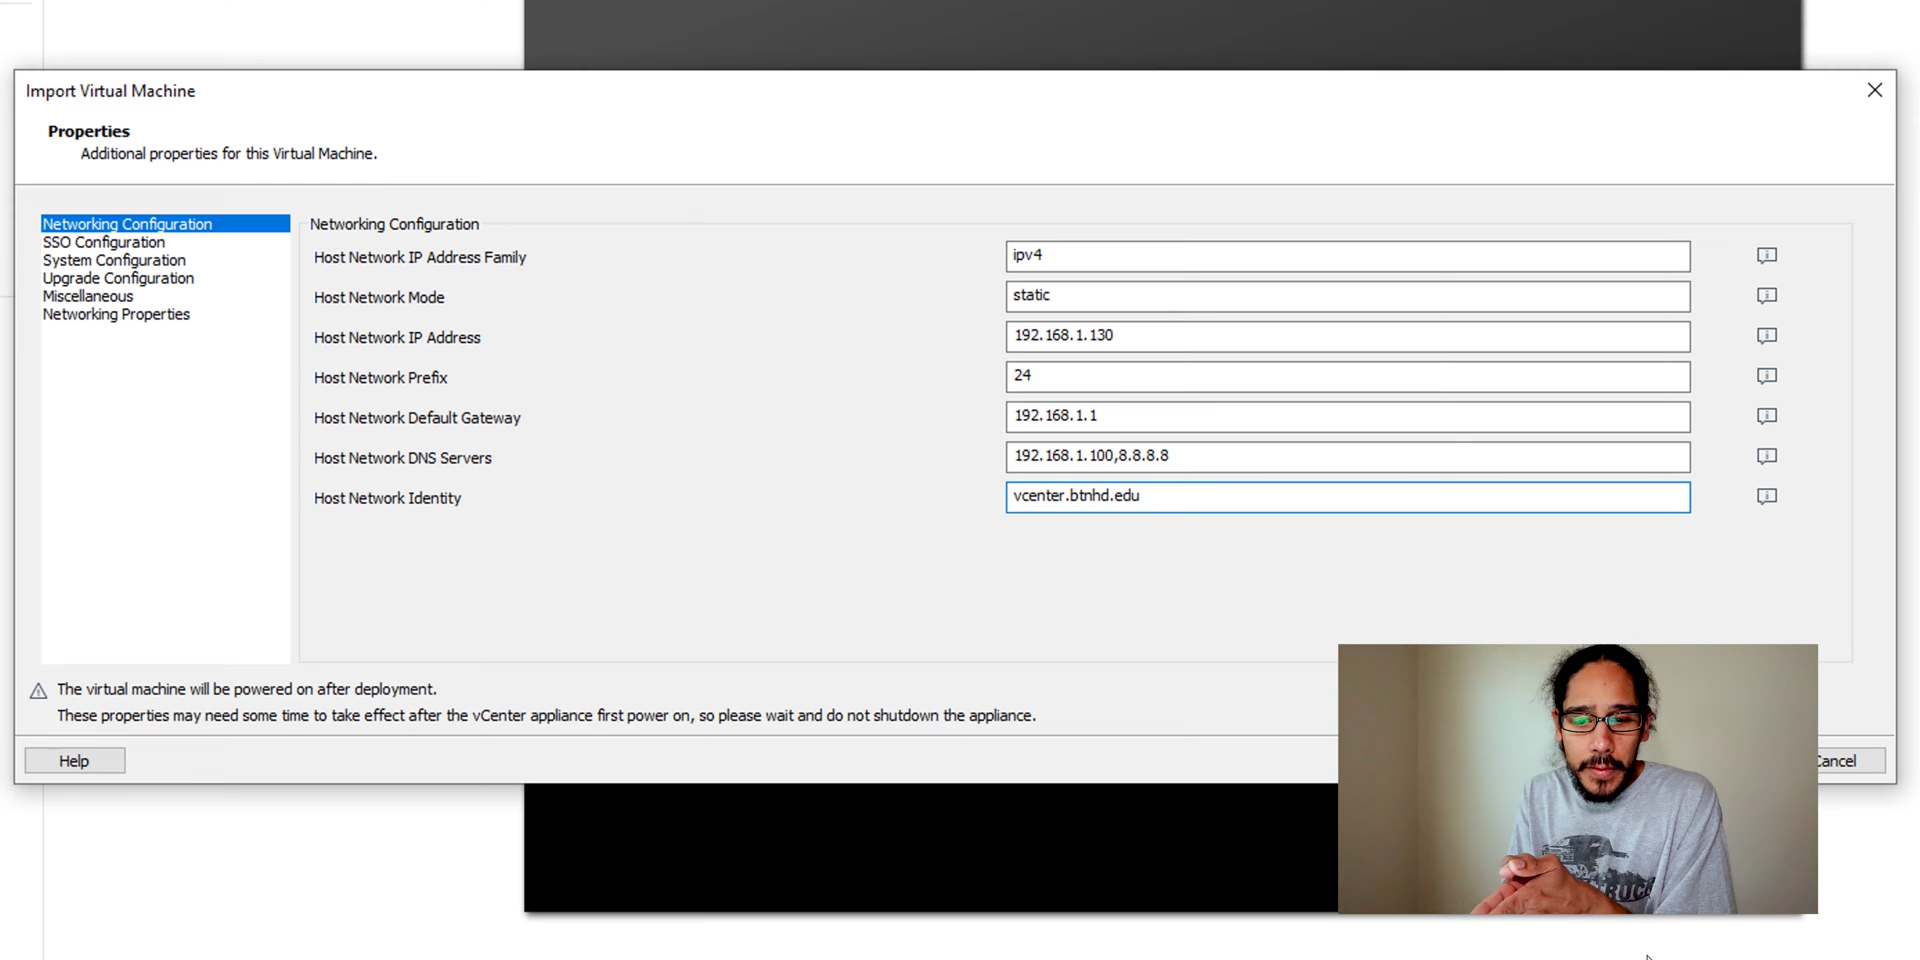 Import Virtual Machine
Properties
Additional properties for this Virtual Machine.
Networking Configuration
SSO Configuration
System Configuration
Upgrade Configuration
Miscellaneous
Networking Properties
Networking Configuration
Host Network IP Address Family
ipv4
Host Network Mode
static
Host Network IP Address
192.168.1.130
Host Network Prefix
24
Host Network Default Gateway
192.168.1.1
Host Network DNS Servers
192.168.1.100,8.8.8.8
Host Network Identity
vcenter.btnhd.edu
The virtual machine will be powered on after deployment.
These properties may need some time to take effect after the vCenter appliance first power on, so please wait and do not shutdown the appliance.
Help
Cancel